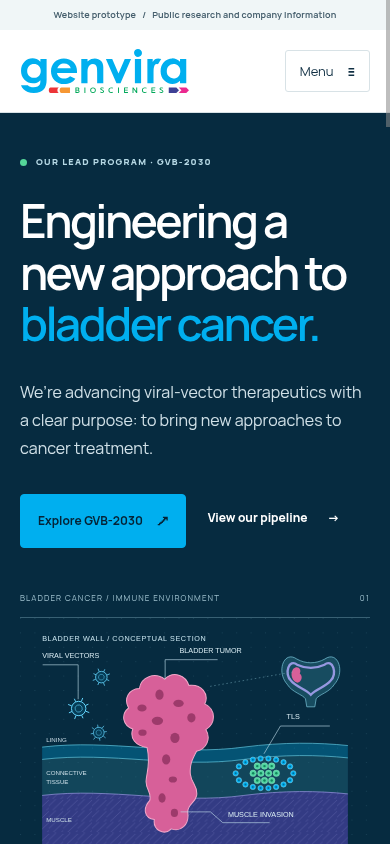 Website prototype / Public research and company information
genvira
BIOSCIENCES
Menu
OUR LEAD PROGRAM · GVB-2030
Engineering a
new approach to
bladder cancer.
We're advancing viral-vector therapeutics with
a clear purpose: to bring new approaches to
cancer treatment.
Explore GVB-2030 ↗
View our pipeline →
BLADDER CANCER / IMMUNE ENVIRONMENT 01
BLADDER WALL / CONCEPTUAL SECTION
VIRAL VECTORS
BLADDER TUMOR
TLS
LINING
CONNECTIVE
TISSUE
MUSCLE
MUSCLE INVASION